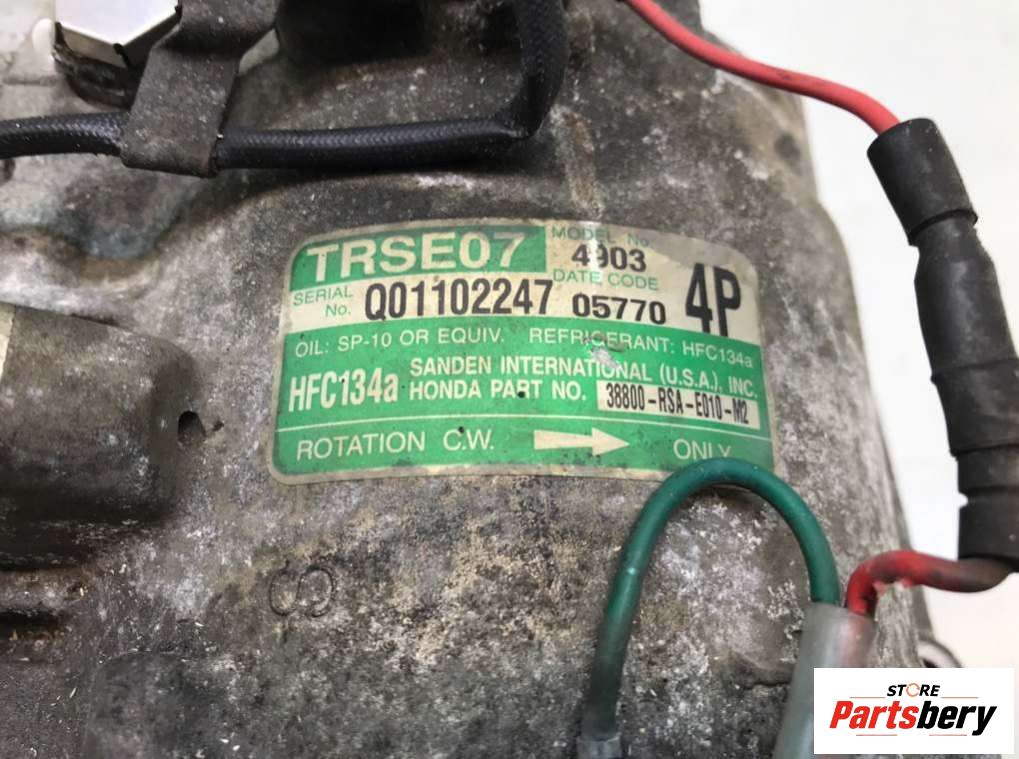 TRSE07
MODEL No.
4903
SERIAL No. Q01102247
DATE CODE
05770
4P
OIL: SP-10 OR EQUIV. REFRIGERANT: HFC134a
HFC134a
SANDEN INTERNATIONAL (U.S.A.), INC.
HONDA PART NO. 38800-RSA-E010-M2
ROTATION C.W. ONLY
8
STORE
Partsbery